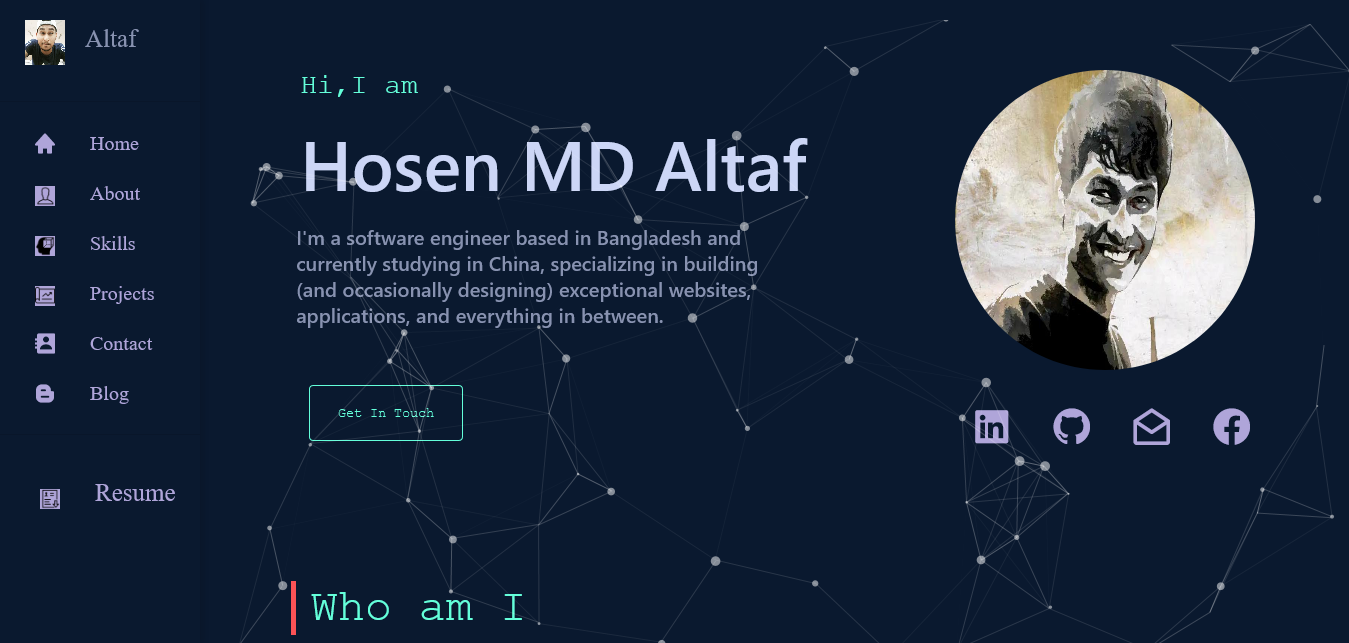 Altaf
Home
About
Skills
Projects
Contact
Blog
Resume
Hi,I am
Hosen MD Altaf
I'm a software engineer based in Bangladesh and
currently studying in China, specializing in building
(and occasionally designing) exceptional websites,
applications, and everything in between.
Get In Touch
Who am I